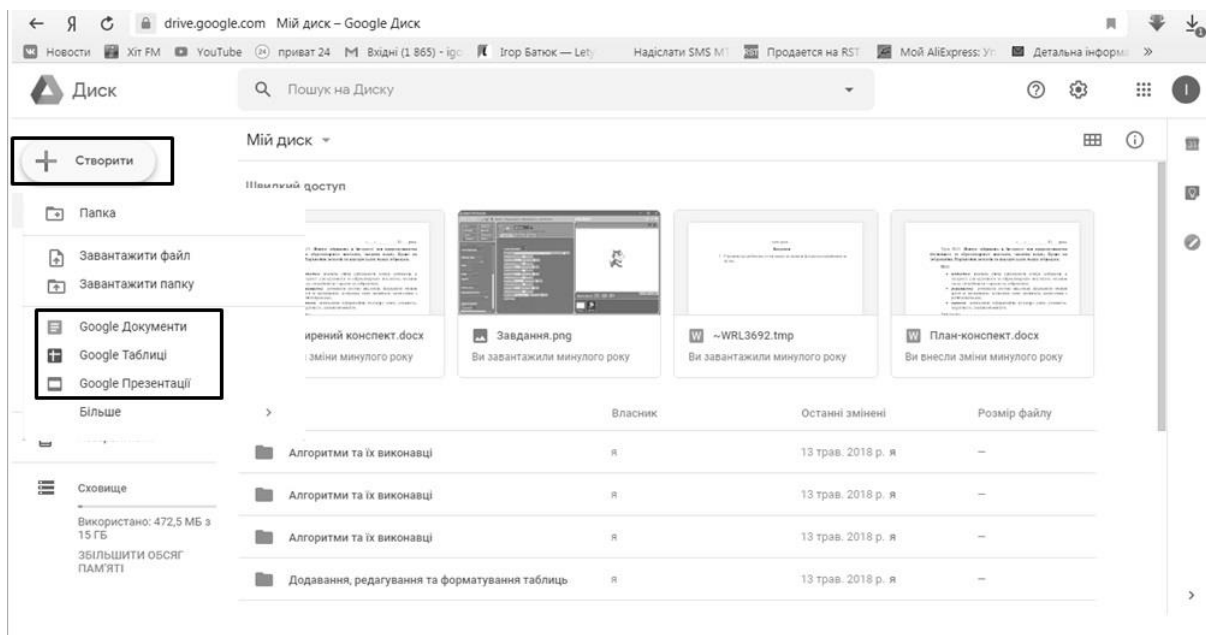 Я drive.google.com Мій диск – Google Диск
Новости Хіт FM YouTube 24 приват 24 Вхідні (1 865) - igo Ігор Батюк — Lety Надіслати SMS МТ RST Продается на RST Мой AliExpress: Уп Детальна інформ »
Диск
Пошук на Диску
І
Мій диск
Створити
31
Швидкий доступ
Папка
Завантажити файл
Завантажити папку
Google Документи
Google Таблиці
Google Презентації
Більше
ирений конспект.docx
зміни минулого року
Завдання.png
Ви завантажили минулого року
W ~WRL3692.tmp
Ви завантажили минулого року
W План-конспект.docx
Ви внесли зміни минулого року
Власник Останні змінені Розмір файлу
Алгоритми та їх виконавці я 13 трав. 2018 р. я –
Алгоритми та їх виконавці я 13 трав. 2018 р. я –
Алгоритми та їх виконавці я 13 трав. 2018 р. я –
Додавання, редагування та форматування таблиць я 13 трав. 2018 р. я –
Сховище
Використано: 472,5 МБ з
15 ГБ
ЗБІЛЬШИТИ ОБСЯГ
ПАМ'ЯТІ